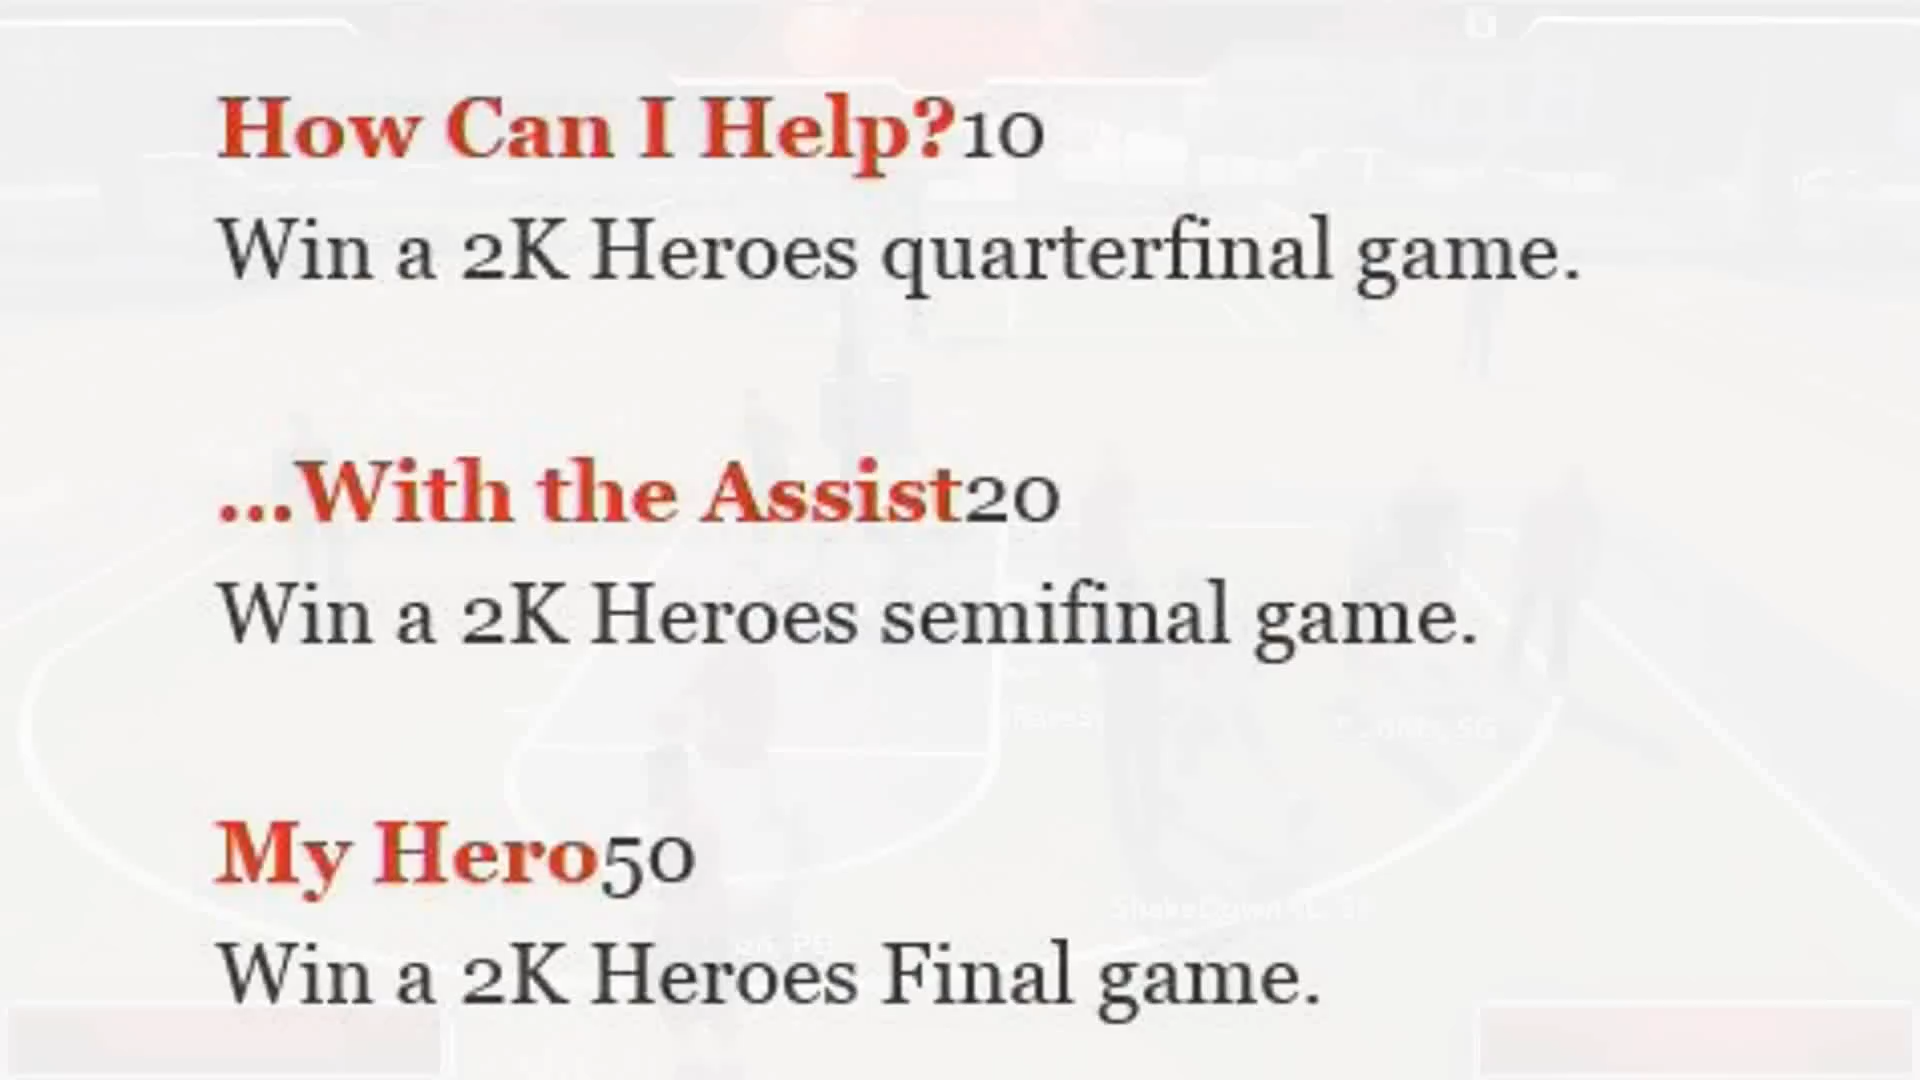 How Can I Help?10
Win a 2K Heroes quarterfinal game.
...With the Assist20
Win a 2K Heroes semifinal game.
My Hero50
Win a 2K Heroes Final game.